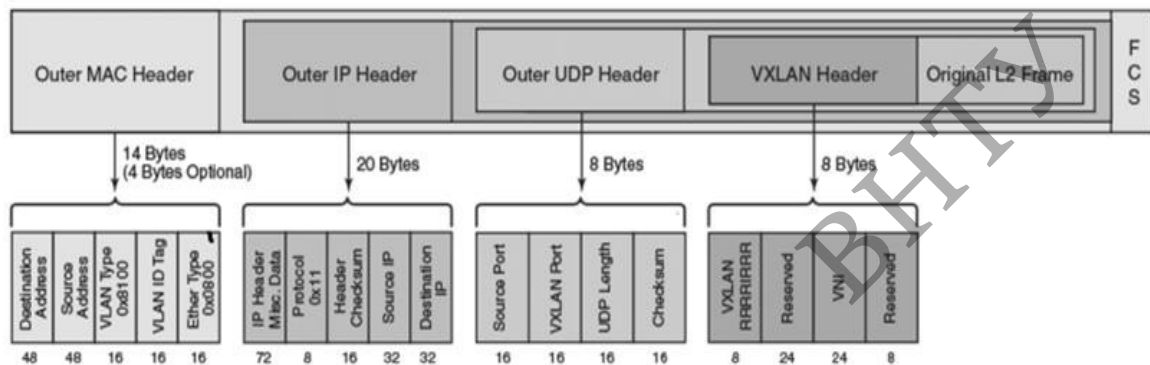 Outer MAC Header
Outer IP Header
Outer UDP Header
VXLAN Header
Original L2 Frame
F
C
S
14 Bytes
(4 Bytes Optional)
20 Bytes
8 Bytes
8 Bytes
Destination
Address
Source
Address
VLAN Type
0x8100
VLAN ID Tag
Ether Type
0x0800
IP Header
Misc. Data
Protocol
0x11
Header
Checksum
Source IP
Destination
IP
Source Port
VXLAN Port
UDP Length
Checksum
VXLAN
RRRRIRRR
Reserved
VNI
Reserved
48 48 16 16 16
72 8 16 32 32
16 16 16 16
8 24 24 8
ВНТУ